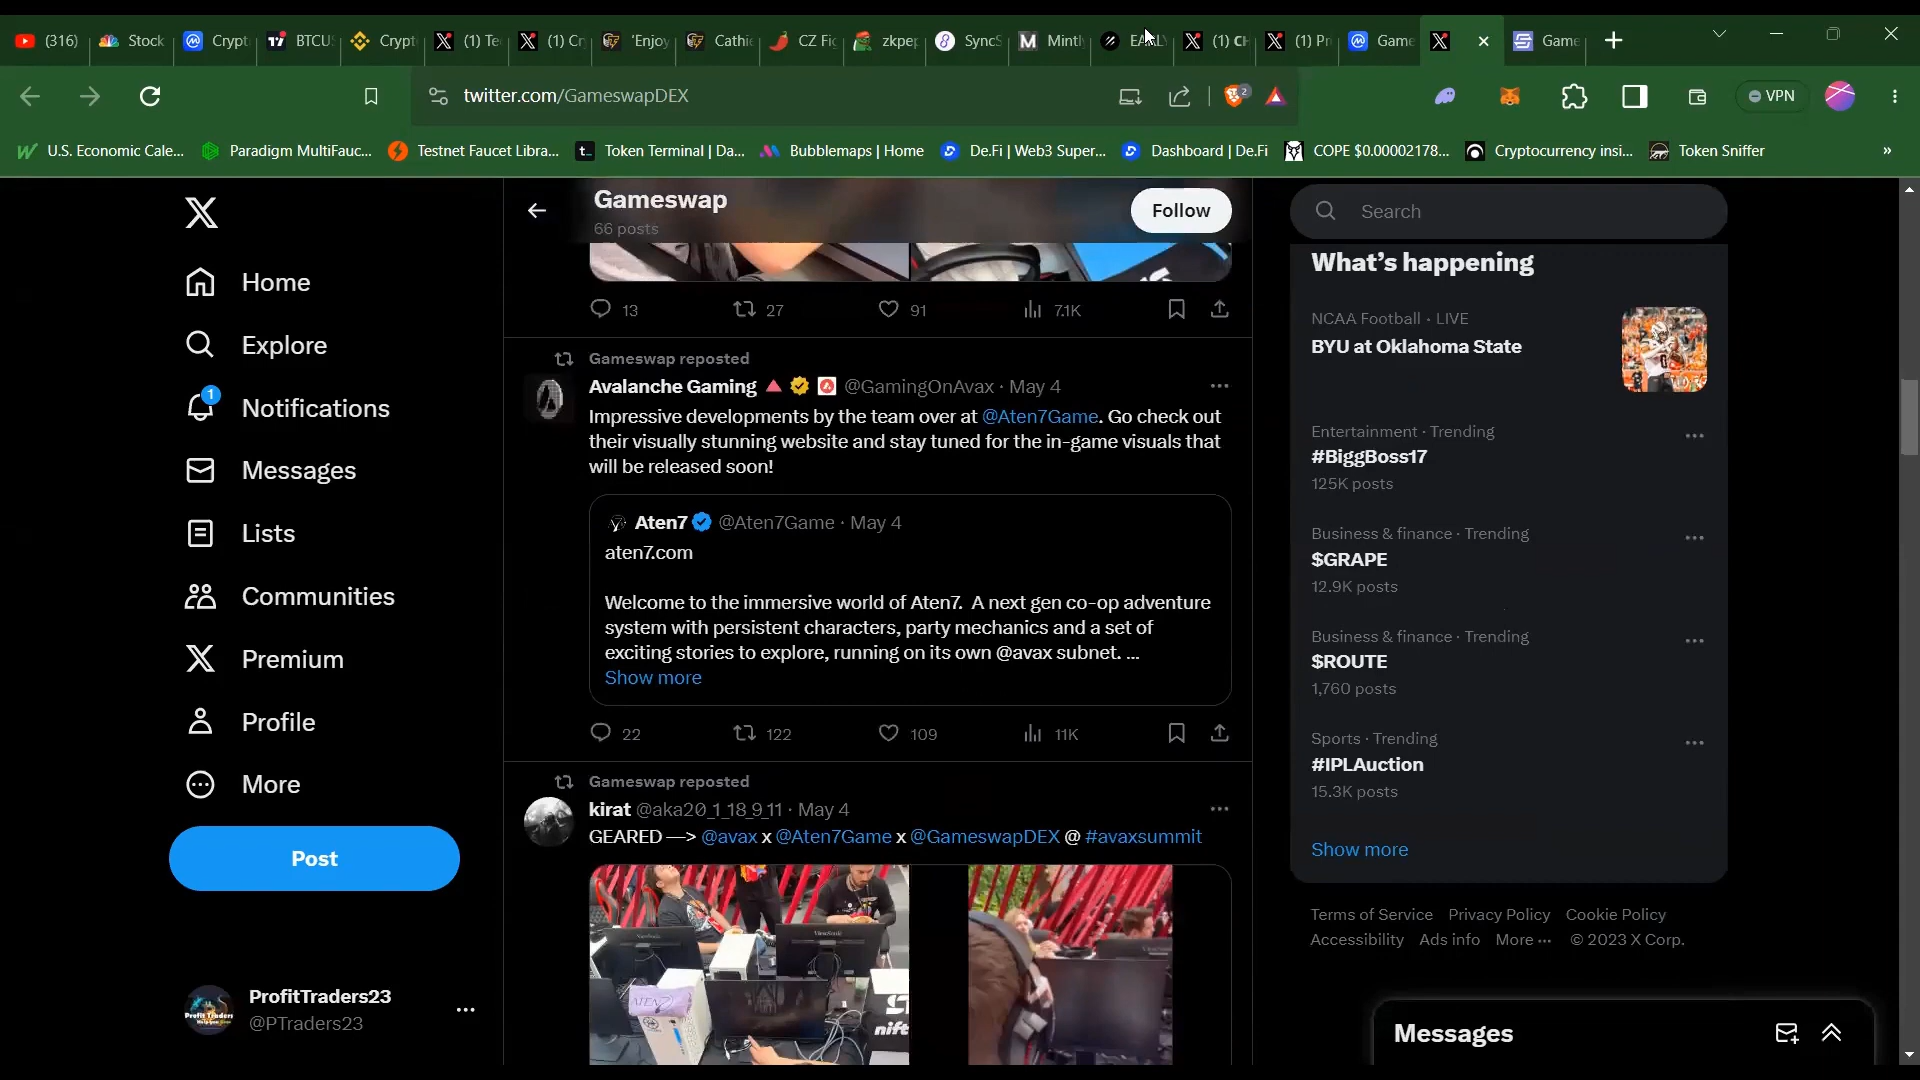 (316)
Stock
Crypt
BTCUS
Crypt
(1) Te
(1) Cr
'Enjoy
Cathie
CZ Fig
zkpep
SyncS
Mintl
EARLY
(1) CH
(1) Pr
Game
Game
twitter.com/GameswapDEX
2
VPN
U.S. Economic Cale...
Paradigm MultiFauc...
Testnet Faucet Libra...
Token Terminal | Da...
Bubblemaps | Home
De.Fi | Web3 Super...
Dashboard | De.Fi
COPE $0.00002178...
Cryptocurrency insi...
Token Sniffer
»
Home
Explore
1
Notifications
Messages
Lists
Communities
Premium
Profile
More
Post
ProfitTraders23
@PTraders23
Gameswap
66 posts
Follow
13 27 91 7.1K
Gameswap reposted
Avalanche Gaming @GamingOnAvax · May 4
Impressive developments by the team over at @Aten7Game. Go check out
their visually stunning website and stay tuned for the in-game visuals that
will be released soon!
Aten7 @Aten7Game · May 4
aten7.com
Welcome to the immersive world of Aten7. A next gen co-op adventure
system with persistent characters, party mechanics and a set of
exciting stories to explore, running on its own @avax subnet. ...
Show more
22 122 109 11K
Gameswap reposted
kirat @aka20_1_18_9_11 · May 4
GEARED —> @avax x @Aten7Game x @GameswapDEX @ #avaxsummit
ViewSonic
ViewSonic
ATEN7
nift
Search
What's happening
NCAA Football · LIVE
BYU at Oklahoma State
Entertainment · Trending
#BiggBoss17
125K posts
Business & finance · Trending
$GRAPE
12.9K posts
Business & finance · Trending
$ROUTE
1,760 posts
Sports · Trending
#IPLAuction
15.3K posts
Show more
Terms of Service Privacy Policy Cookie Policy
Accessibility Ads info More ··· © 2023 X Corp.
Messages